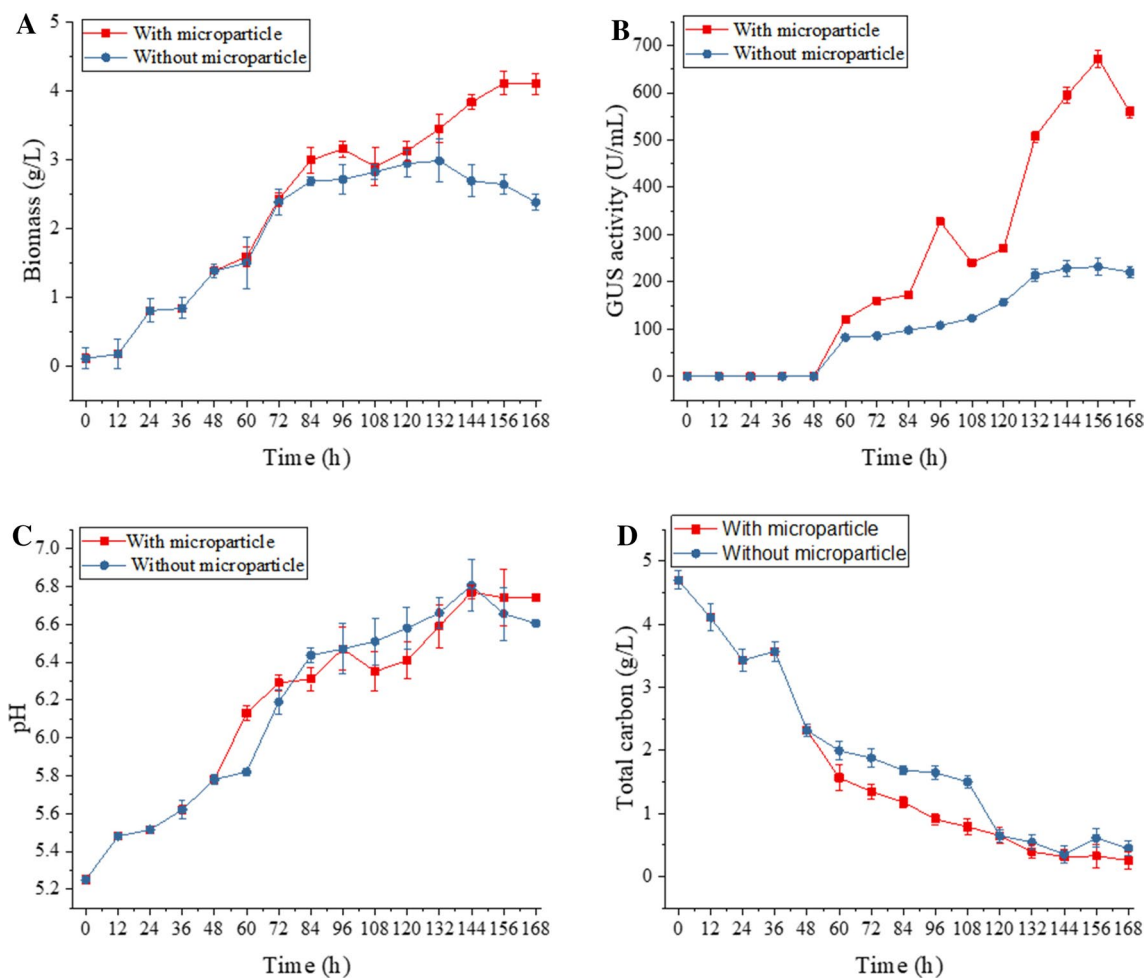 A
With microparticle
Without microparticle
Biomass (g/L)
5
4
3
2
1
0
0 12 24 36 48 60 72 84 96 108 120 132 144 156 168
Time (h)
B
With microparticle
Without microparticle
GUS activity (U/mL)
700
600
500
400
300
200
100
0
0 12 24 36 48 60 72 84 96 108 120 132 144 156 168
Time (h)
C
With microparticle
Without microparticle
pH
7.0
6.8
6.6
6.4
6.2
6.0
5.8
5.6
5.4
5.2
0 12 24 36 48 60 72 84 96 108 120 132 144 156 168
Time (h)
D
With microparticle
Without microparticle
Total carbon (g/L)
5
4
3
2
1
0
0 12 24 36 48 60 72 84 96 108 120 132 144 156 168
Time (h)